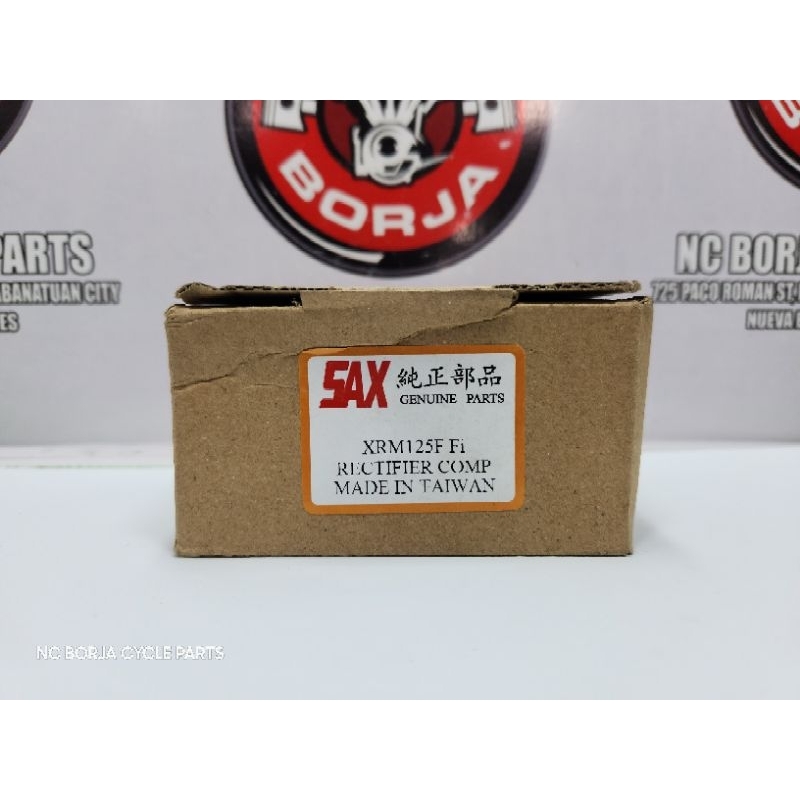 BORJA
PARTS
ABANATUAN CITY
ES
NC BORJA
725 PACO ROMAN ST,
NUEVA
SAX 純正部品
GENUINE PARTS
XRM125F Fi
RECTIFIER COMP
MADE IN TAIWAN
NC BORJA CYCLE PARTS